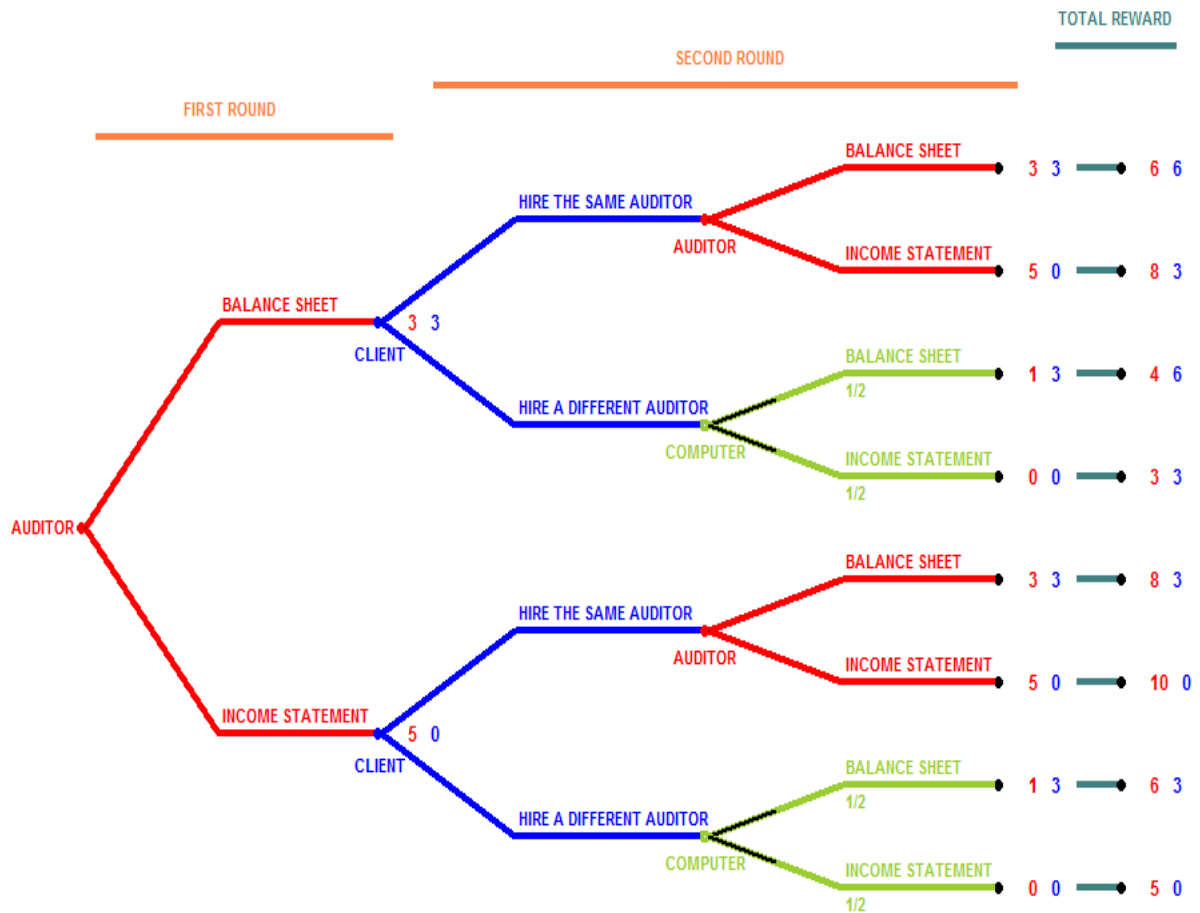 TOTAL REWARD
SECOND ROUND
FIRST ROUND
BALANCE SHEET
3 3 6 6
HIRE THE SAME AUDITOR
AUDITOR
INCOME STATEMENT
5 0 8 3
BALANCE SHEET
3 3
CLIENT
BALANCE SHEET
1/2
1 3 4 6
HIRE A DIFFERENT AUDITOR
COMPUTER
INCOME STATEMENT
1/2
0 0 3 3
AUDITOR
BALANCE SHEET
3 3 8 3
HIRE THE SAME AUDITOR
AUDITOR
INCOME STATEMENT
5 0 10 0
INCOME STATEMENT
5 0
CLIENT
BALANCE SHEET
1/2
1 3 6 3
HIRE A DIFFERENT AUDITOR
COMPUTER
INCOME STATEMENT
1/2
0 0 5 0